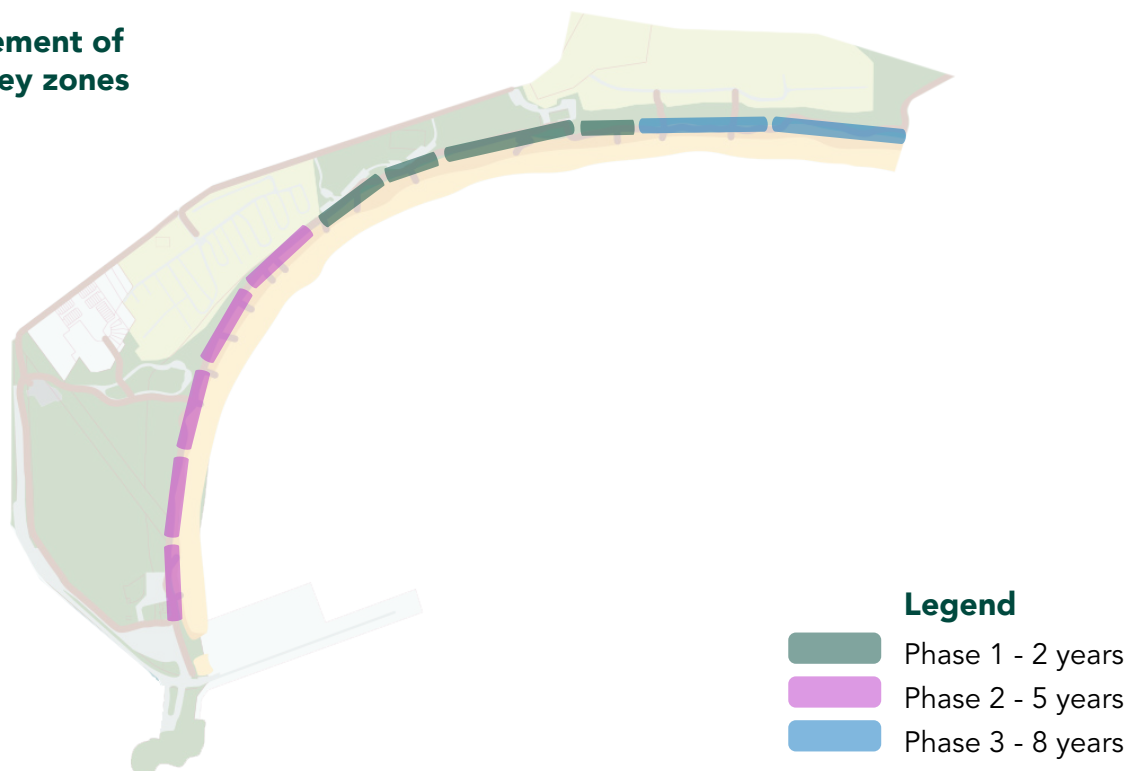 ement of
ey zones
Legend
Phase 1 - 2 years
Phase 2 - 5 years
Phase 3 - 8 years